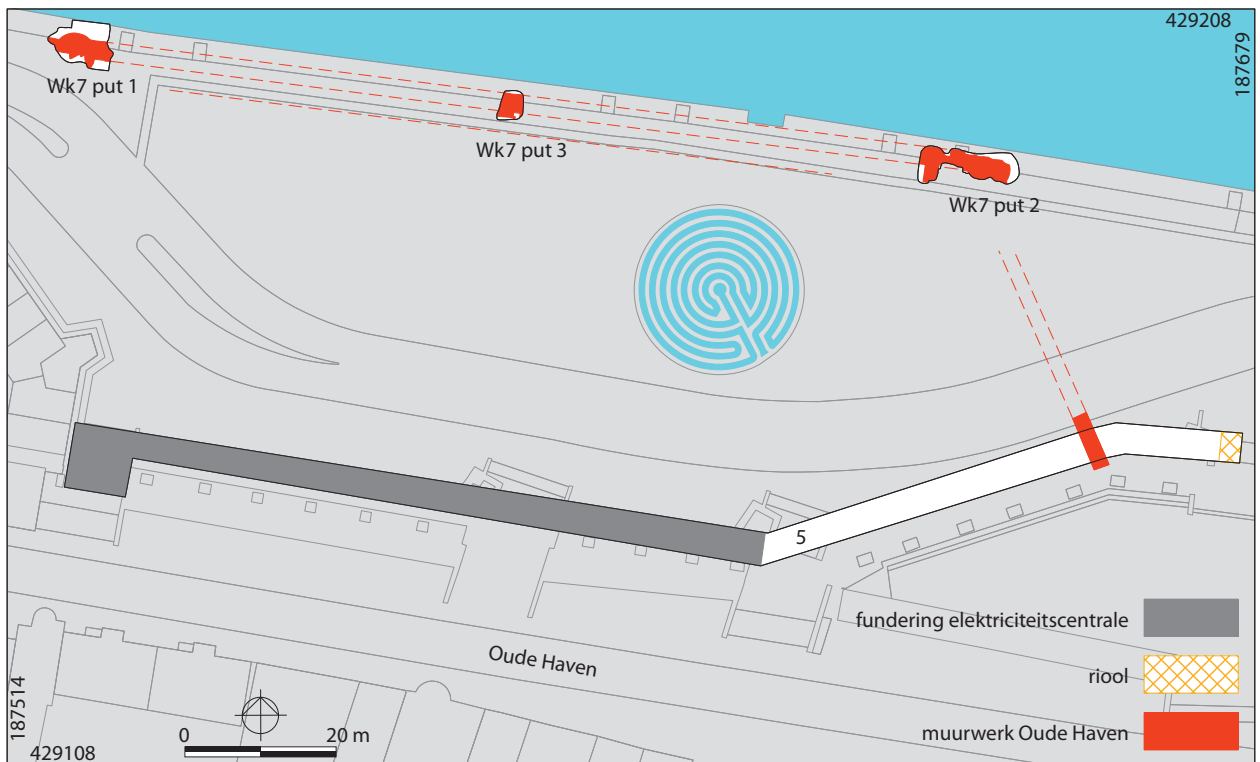 429208
187679
Wk7 put 1
Wk7 put 3
Wk7 put 2
5
fundering elektriciteitscentrale
Oude Haven
riool
187514
0 20 m
muurwerk Oude Haven
429108